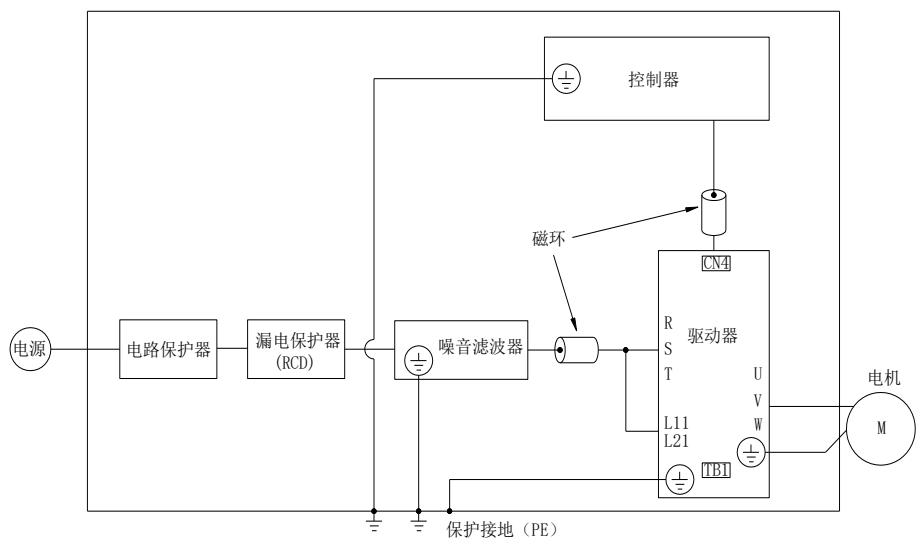 控制器
磁环
CN4
电源
电路保护器
漏电保护器
(RCD)
噪音滤波器
R
S
T
驱动器
L11
L21
U
V
W
TB1
电机
M
保护接地（PE）